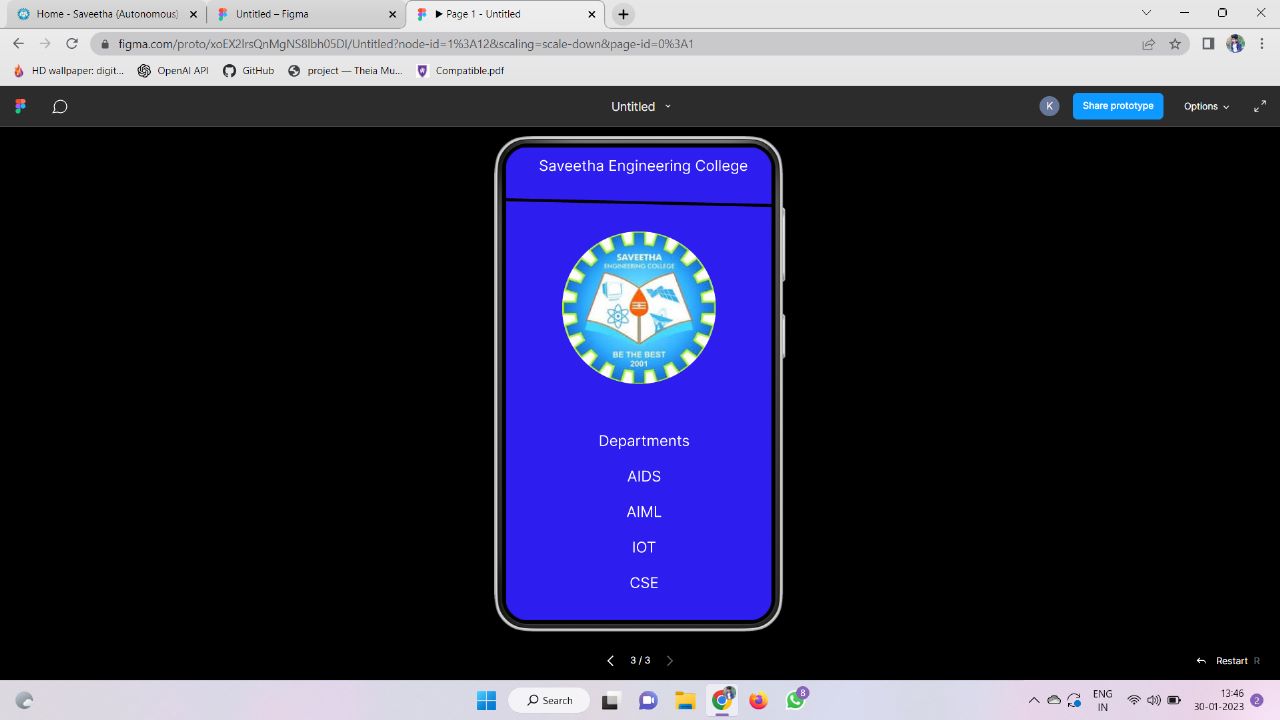 Home - Saveetha (Autonomous)
Untitled – Figma
▶ Page 1 - Untitled
figma.com/proto/xoEX2lrsQnMgNS8lbh05DI/Untitled?node-id=1%3A12&scaling=scale-down&page-id=0%3A1
HD wallpaper: digit...
OpenAI API
GitHub
project — Theia Mu...
Compatible.pdf
Untitled
K
Share prototype
Options
Saveetha Engineering College
SAVEETHA
ENGINEERING COLLEGE
BE THE BEST
2001
Departments
AIDS
AIML
IOT
CSE
3 / 3
Restart R
Search
8
ENG
IN
13:46
30-01-2023
2